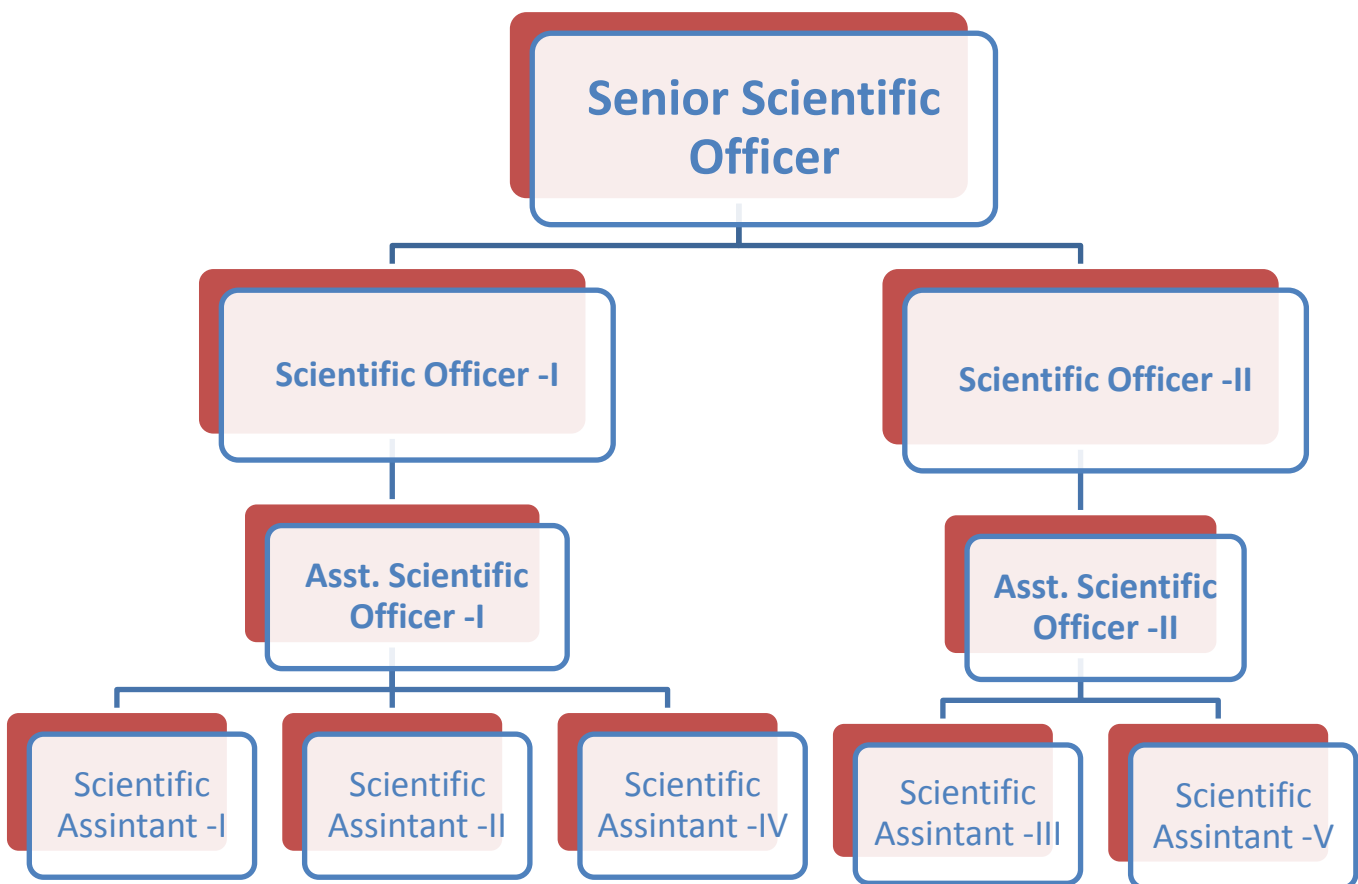 Senior Scientific
Officer
Scientific Officer -I
Scientific Officer -II
Asst. Scientific
Officer -I
Asst. Scientific
Officer -II
Scientific
Assintant -I
Scientific
Assintant -II
Scientific
Assintant -IV
Scientific
Assintant -III
Scientific
Assintant -V